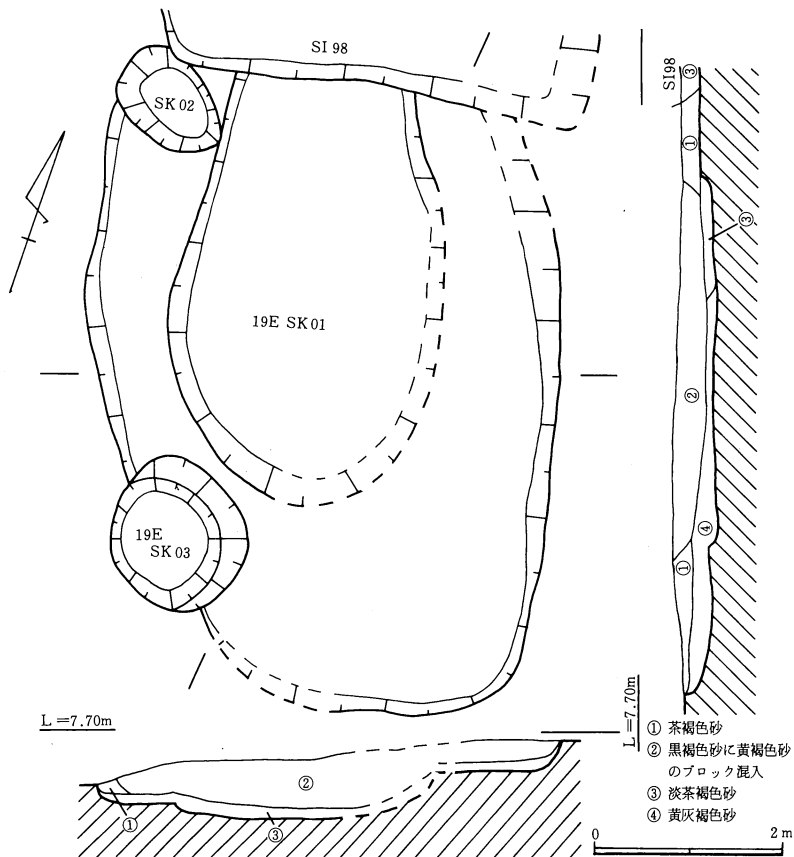 SI 98
SK 02
19E SK 01
19E
SK 03
SI 98
③
①
③
②
④
①
L＝7.70m
L＝7.70m
②
①
③
① 茶褐色砂
② 黒褐色砂に黄褐色砂
のブロック混入
③ 淡茶褐色砂
④ 黄灰褐色砂
0 2 m